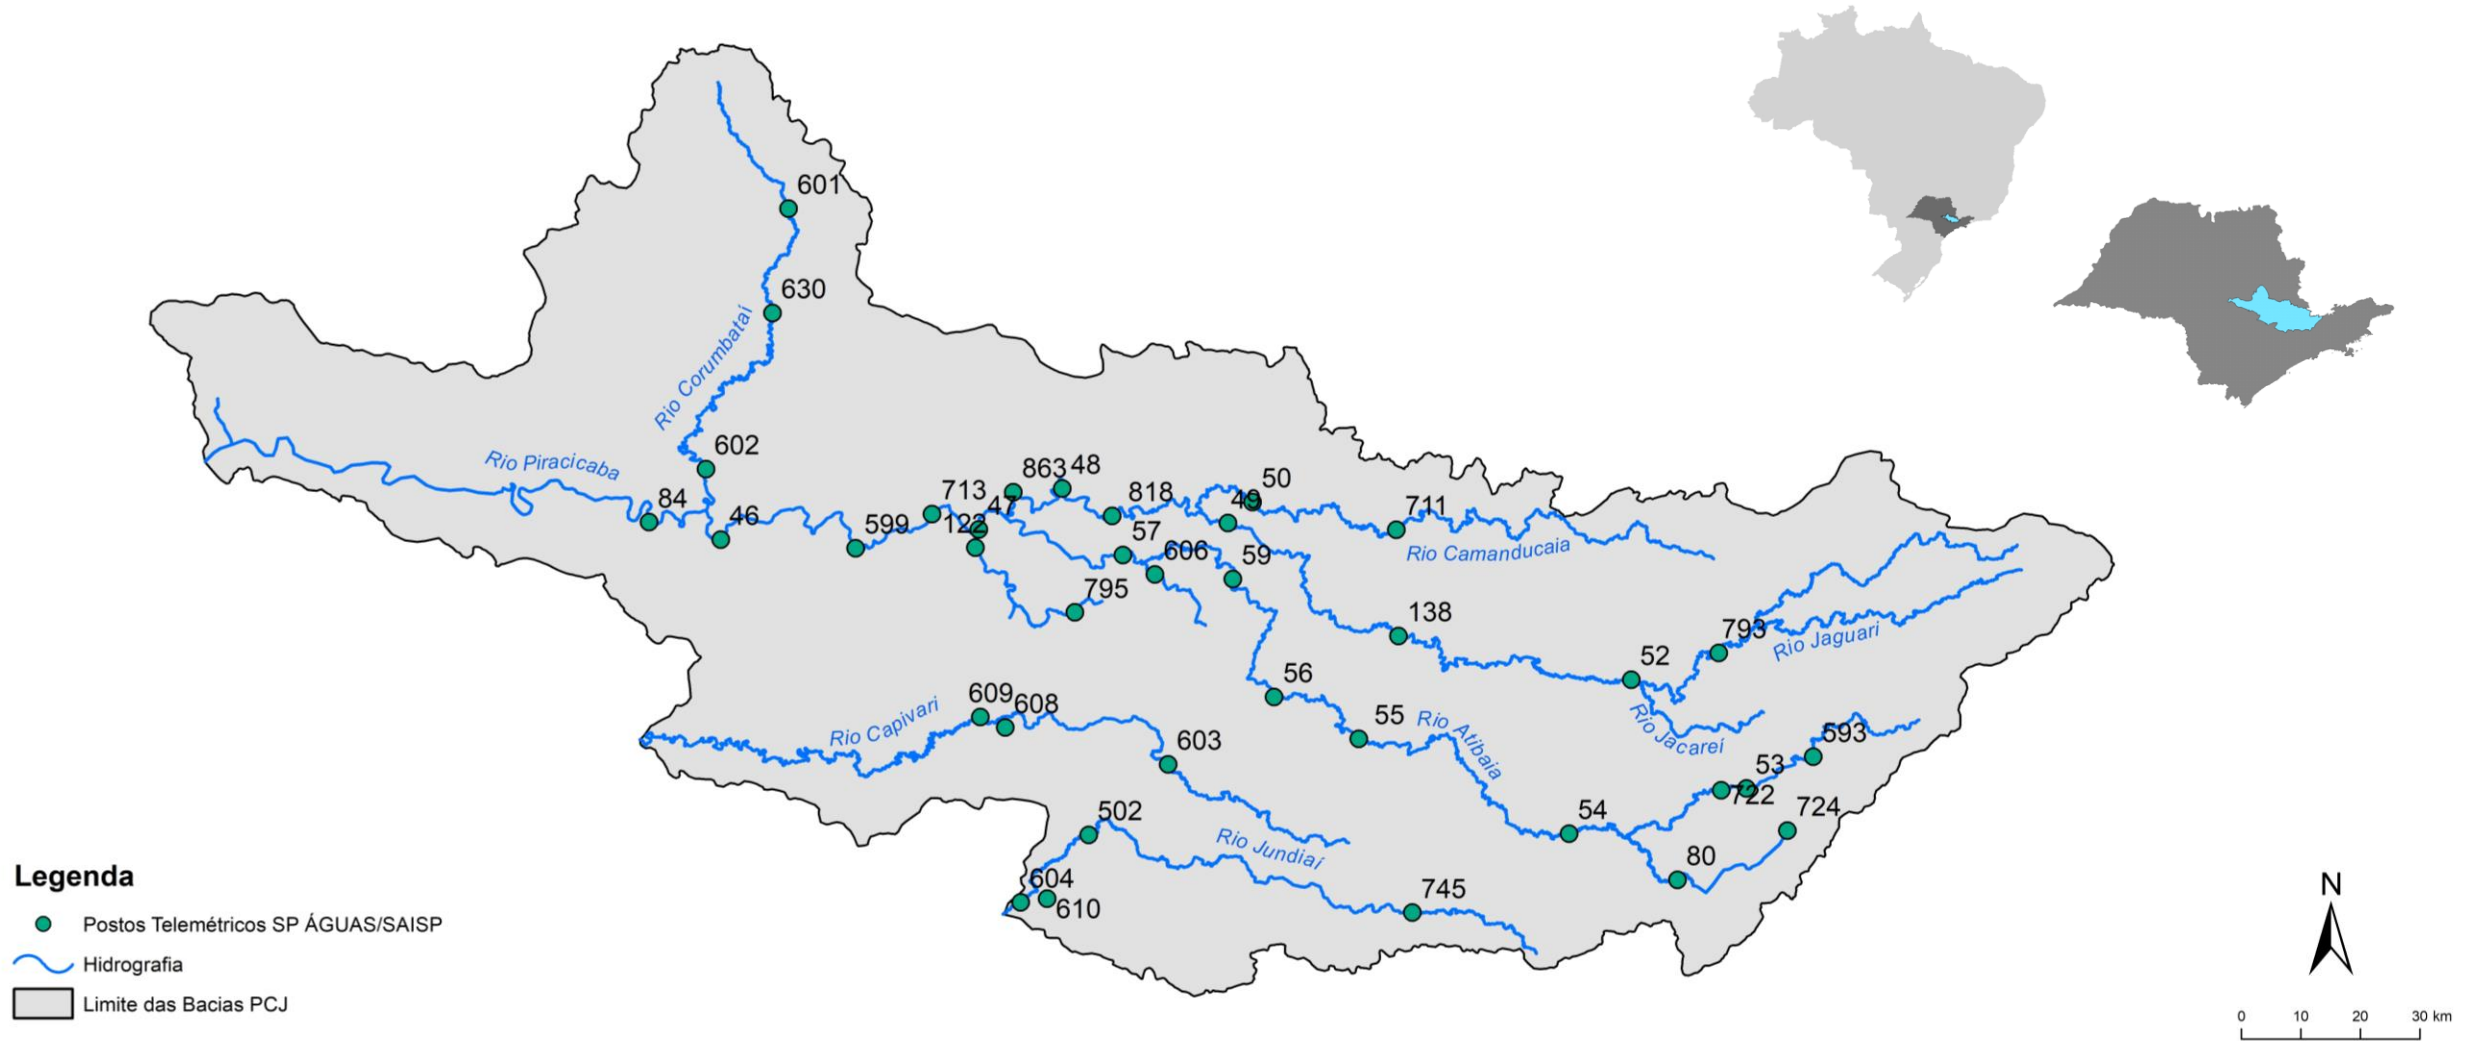 601
630
Rio Corumbataí
602
Rio Piracicaba
863
48
50
84
713
47
818
49
711
46
599
122
57
Rio Camanducaia
606
59
795
138
793
Rio Jaguari
52
56
609
608
55
Rio Atibaia
Rio Jacareí
Rio Capivari
593
603
53
722
724
502
54
Rio Jundiaí
80
604
745
610
Legenda
Postos Telemétricos SP ÁGUAS/SAISP
Hidrografia
Limite das Bacias PCJ
N
0 10 20 30 km